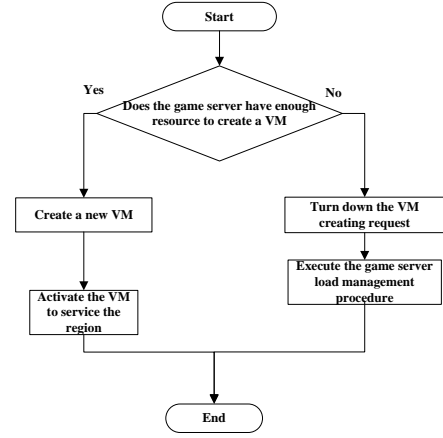 Start
Yes
No
Does the game server have enough
resource to create a VM
Create a new VM
Turn down the VM
creating request
Execute the game server
load management
procedure
Activate the VM
to service the
region
End